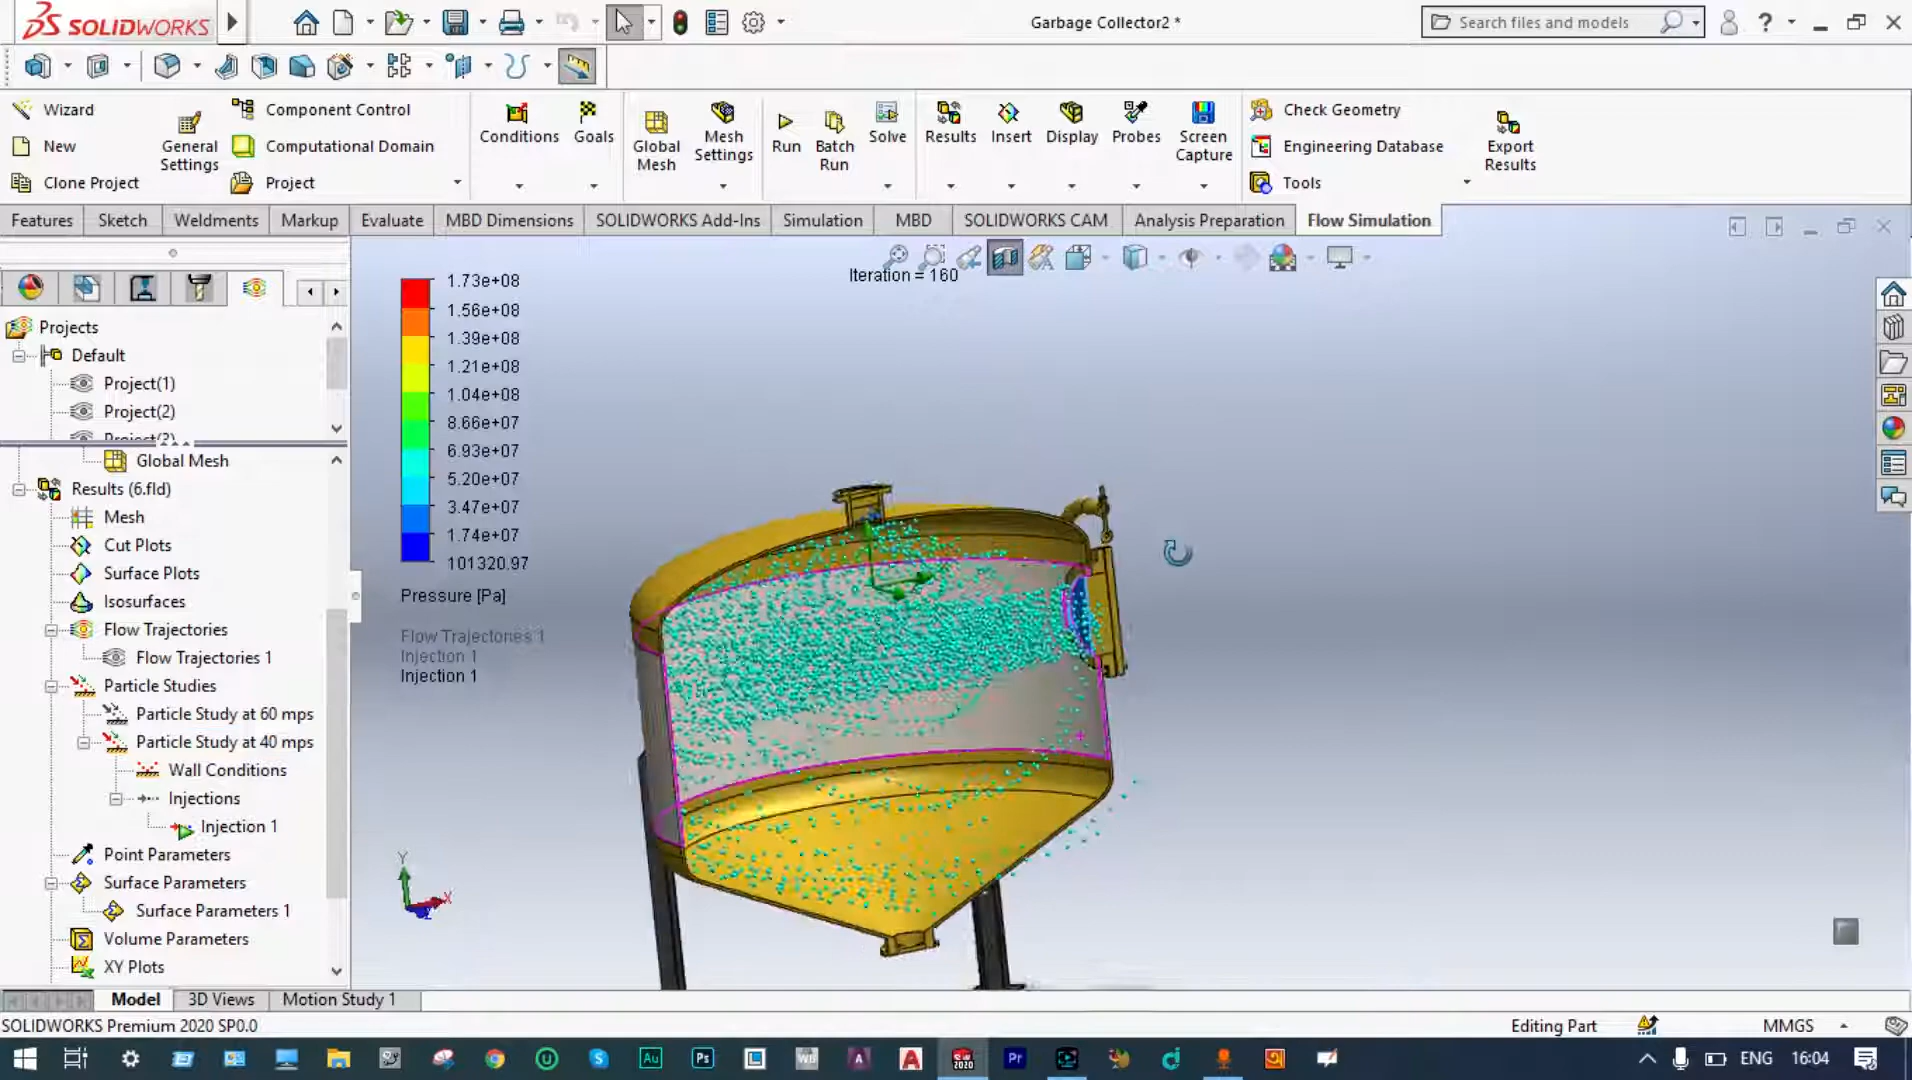 SOLIDWORKS
Garbage Collector2 *
Search files and models
Wizard
New
Clone Project
General Settings
Component Control
Computational Domain
Project
Conditions
Goals
Global Mesh
Mesh Settings
Run
Batch Run
Solve
Results
Insert
Display
Probes
Screen Capture
Check Geometry
Engineering Database
Tools
Export Results
Features
Sketch
Weldments
Markup
Evaluate
MBD Dimensions
SOLIDWORKS Add-Ins
Simulation
MBD
SOLIDWORKS CAM
Analysis Preparation
Flow Simulation
Projects
Default
Project(1)
Project(2)
Project(3)
Global Mesh
Results (6.fld)
Mesh
Cut Plots
Surface Plots
Isosurfaces
Flow Trajectories
Flow Trajectories 1
Particle Studies
Particle Study at 60 mps
Particle Study at 40 mps
Wall Conditions
Injections
Injection 1
Point Parameters
Surface Parameters
Surface Parameters 1
Volume Parameters
XY Plots
Iteration = 160
1.73e+08
1.56e+08
1.39e+08
1.21e+08
1.04e+08
8.66e+07
6.93e+07
5.20e+07
3.47e+07
1.74e+07
101320.97
Pressure [Pa]
Flow Trajectories 1
Injection 1
Injection 1
Y
X
Z
Model
3D Views
Motion Study 1
SOLIDWORKS Premium 2020 SP0.0
Editing Part
MMGS
ENG
16:04